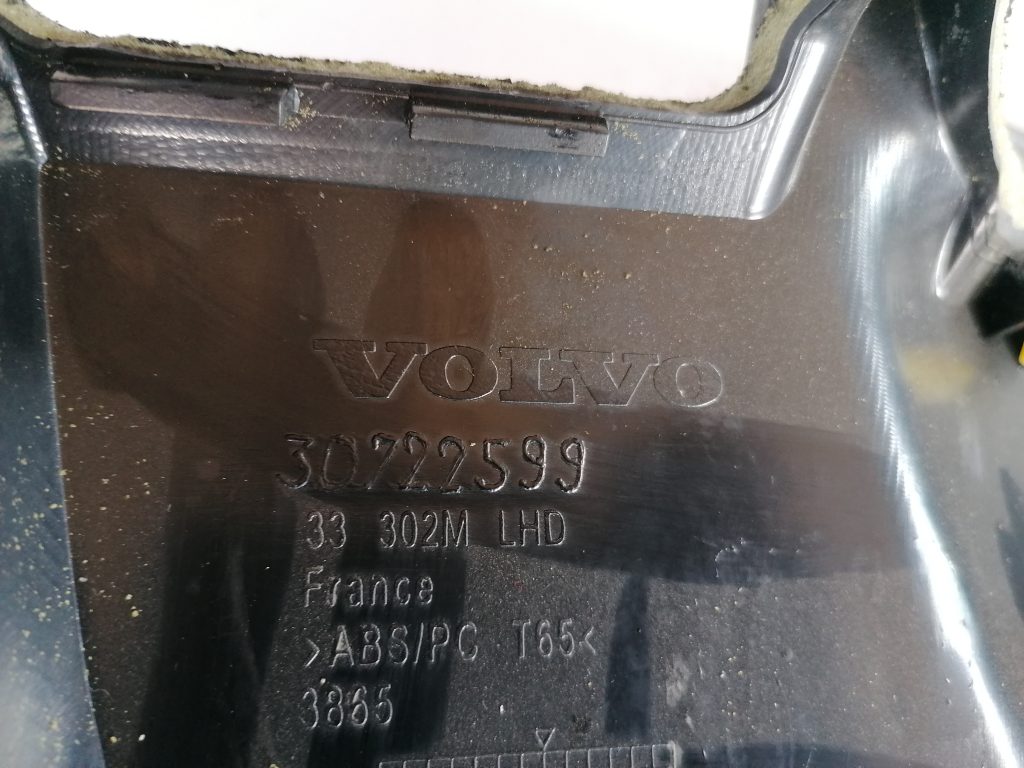 VOLVO
30722599
33 302M LHD
France
>ABS/PC T65<
3865